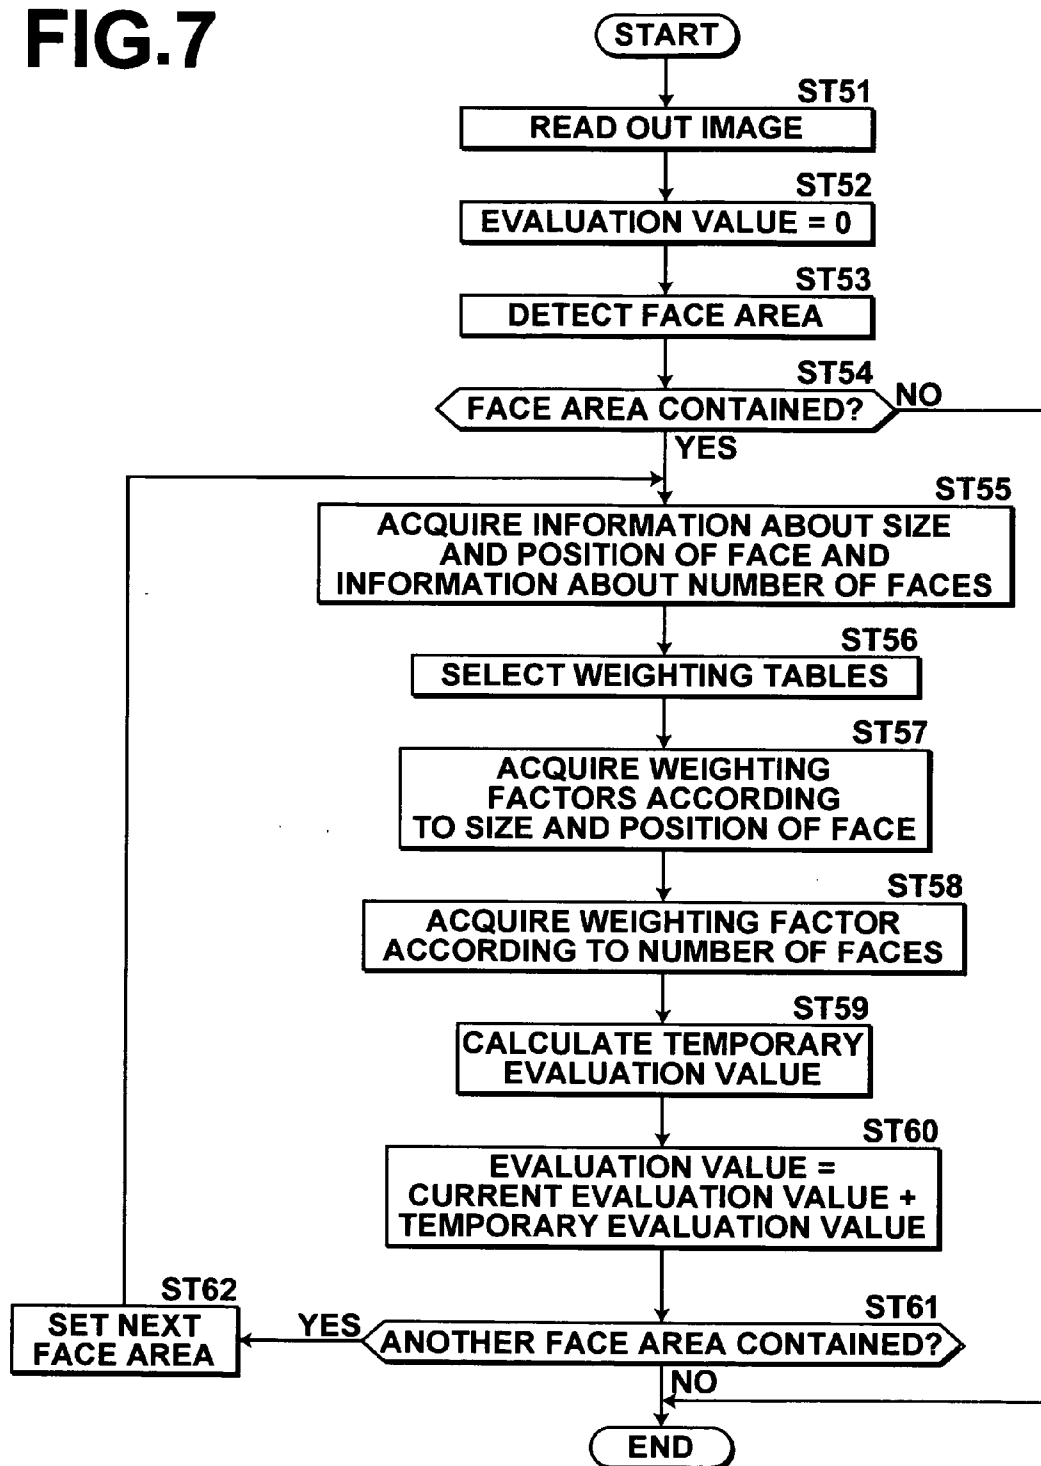 FIG.7
START
ST51
READ OUT IMAGE
ST52
EVALUATION VALUE = 0
ST53
DETECT FACE AREA
ST54
FACE AREA CONTAINED?
NO
YES
ST55
ACQUIRE INFORMATION ABOUT SIZE
AND POSITION OF FACE AND
INFORMATION ABOUT NUMBER OF FACES
ST56
SELECT WEIGHTING TABLES
ST57
ACQUIRE WEIGHTING
FACTORS ACCORDING
TO SIZE AND POSITION OF FACE
ST58
ACQUIRE WEIGHTING FACTOR
ACCORDING TO NUMBER OF FACES
ST59
CALCULATE TEMPORARY
EVALUATION VALUE
ST60
EVALUATION VALUE =
CURRENT EVALUATION VALUE +
TEMPORARY EVALUATION VALUE
ST61
ANOTHER FACE AREA CONTAINED?
YES
ST62
SET NEXT
FACE AREA
NO
END